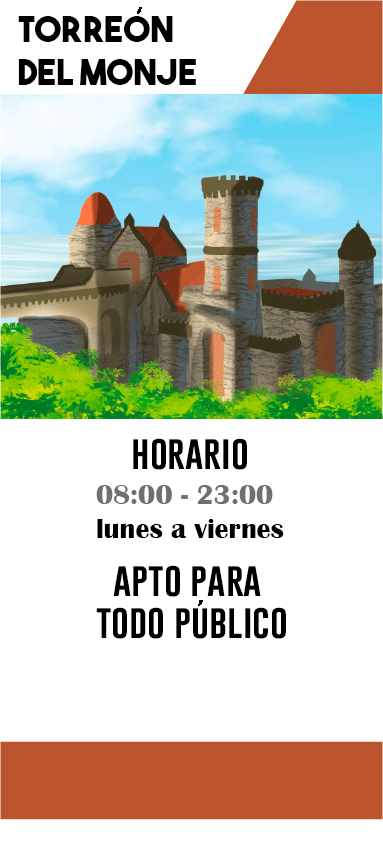 TORREÓN
DEL MONJE
HORARIO
08:00 - 23:00
lunes a viernes
APTO PARA
TODO PÚBLICO